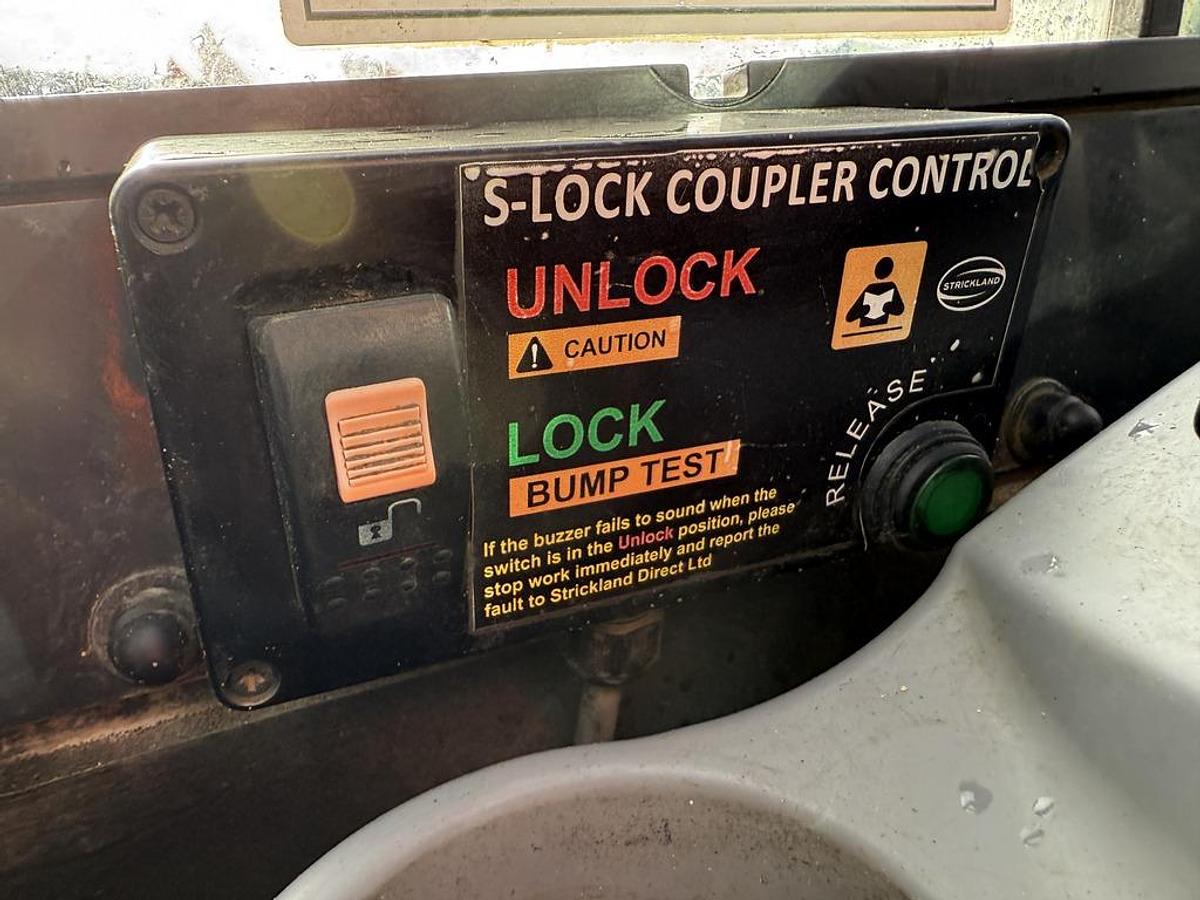 S-LOCK COUPLER CONTROL
UNLOCK
CAUTION
STRICKLAND
LOCK
BUMP TEST
RELEASE
If the buzzer fails to sound when the
switch is in the Unlock position, please
stop work immediately and report the
fault to Strickland Direct Ltd